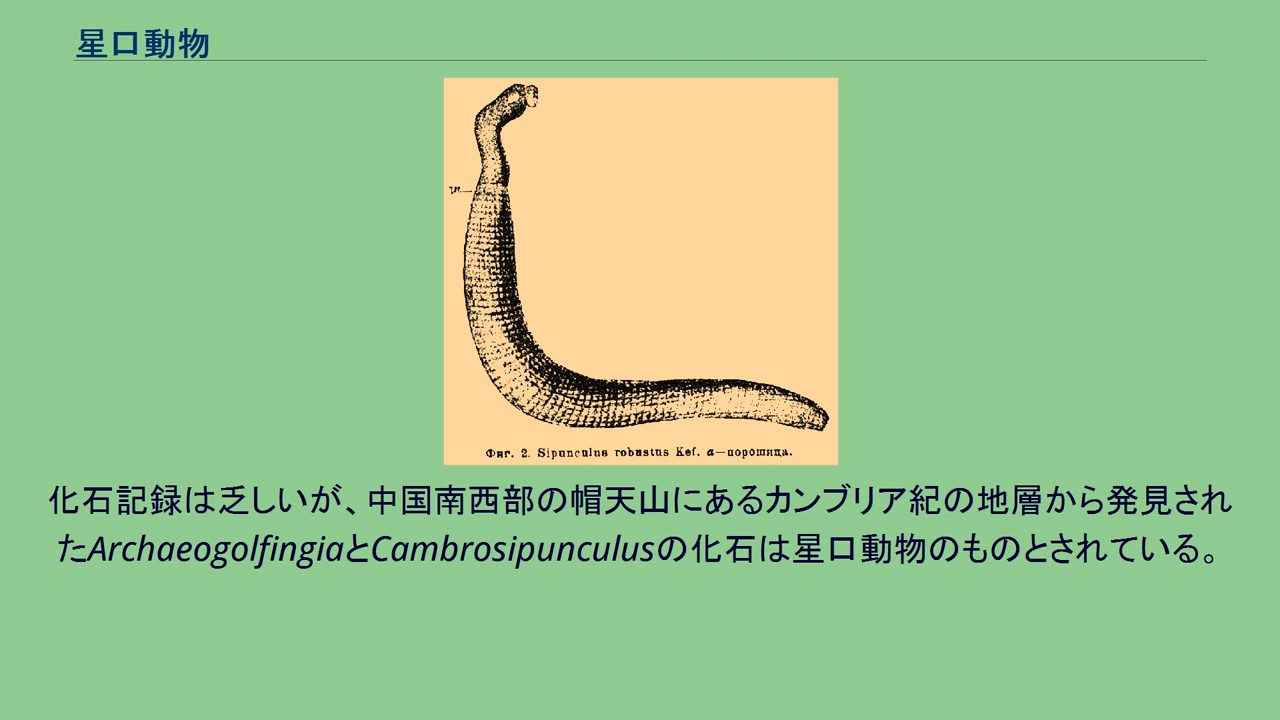 星口動物
m
Фиг. 2. Sipunculus robustus Kef. a—порошица.
化石記録は乏しいが、中国南西部の帽天山にあるカンブリア紀の地層から発見され
たArchaeogolfingiaとCambrosipunculusの化石は星口動物のものとされている。